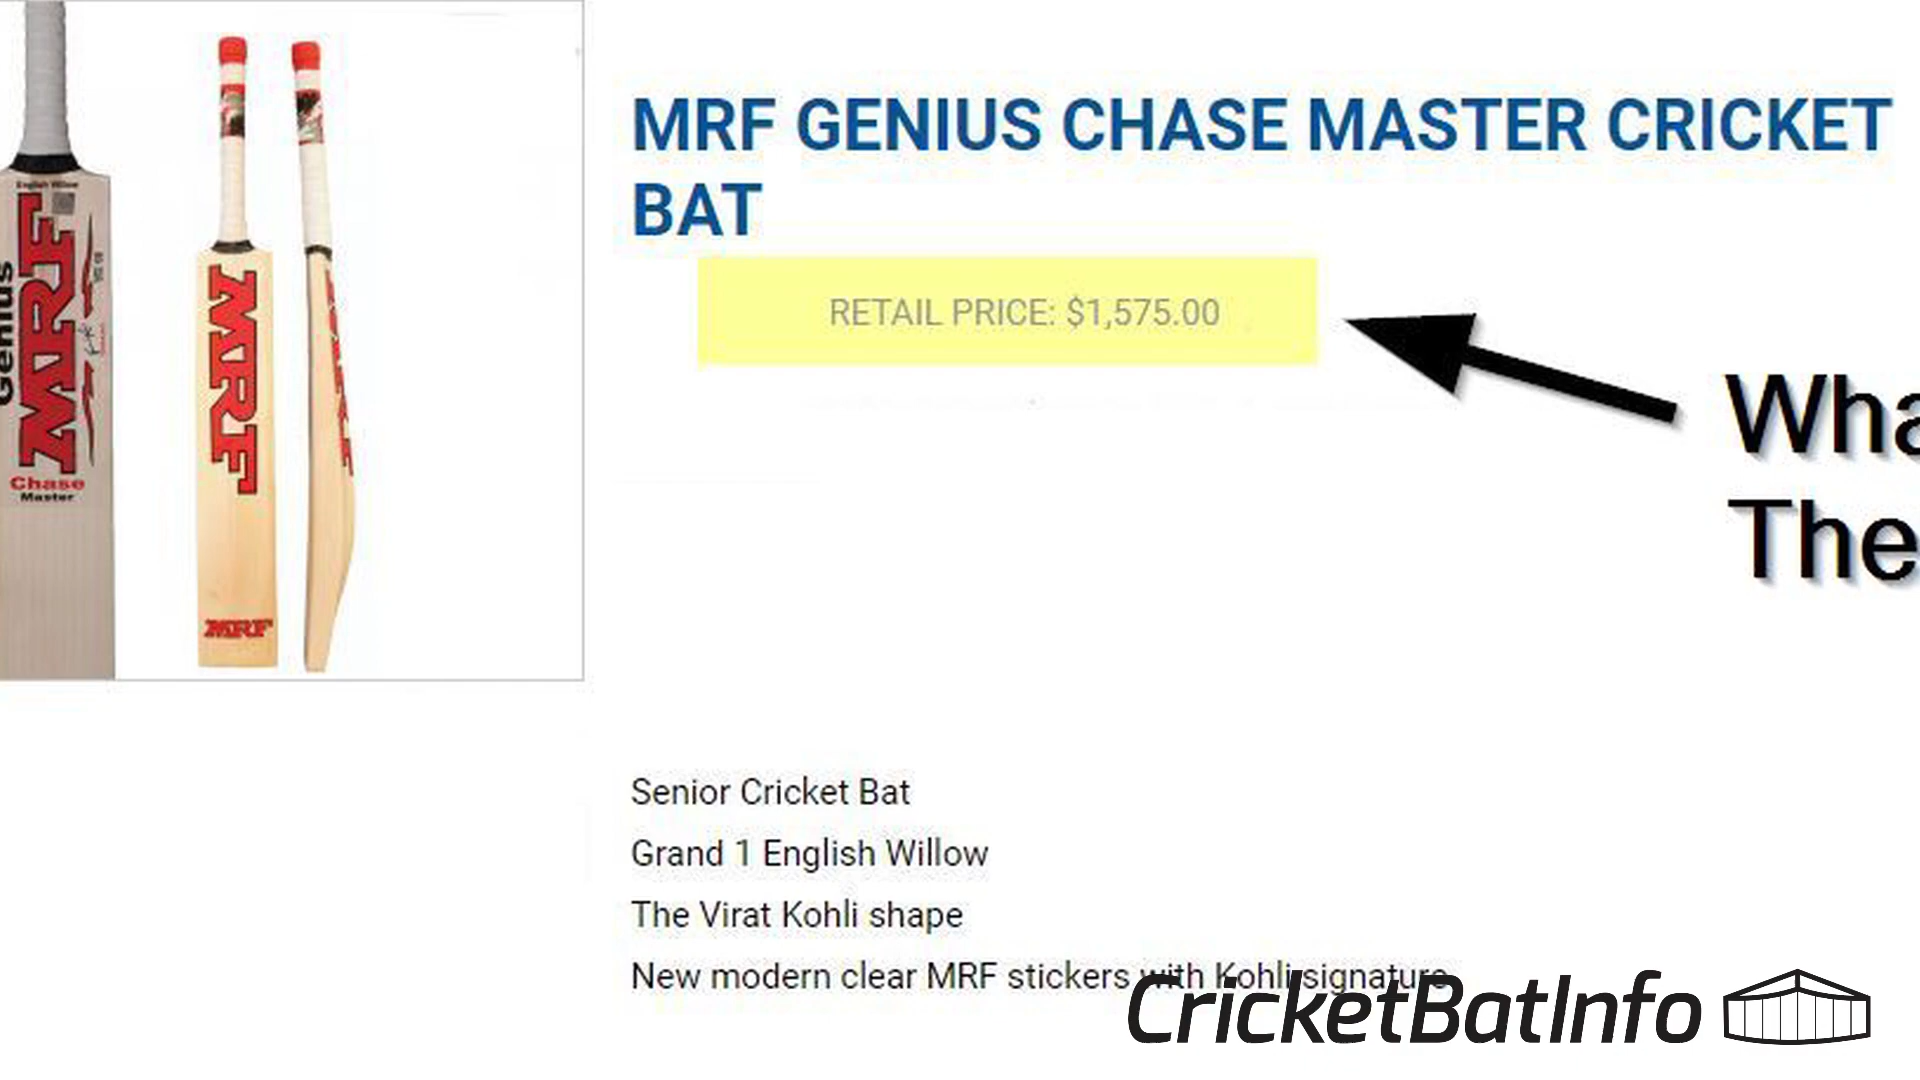 English Willow
Genius
MRF
Chase
Master
MRF
MRF
MRF GENIUS CHASE MASTER CRICKET
BAT
RETAIL PRICE: $1,575.00
Wha
The
Senior Cricket Bat
Grand 1 English Willow
The Virat Kohli shape
New modern clear MRF stickers with Kohli signature
CricketBatInfo